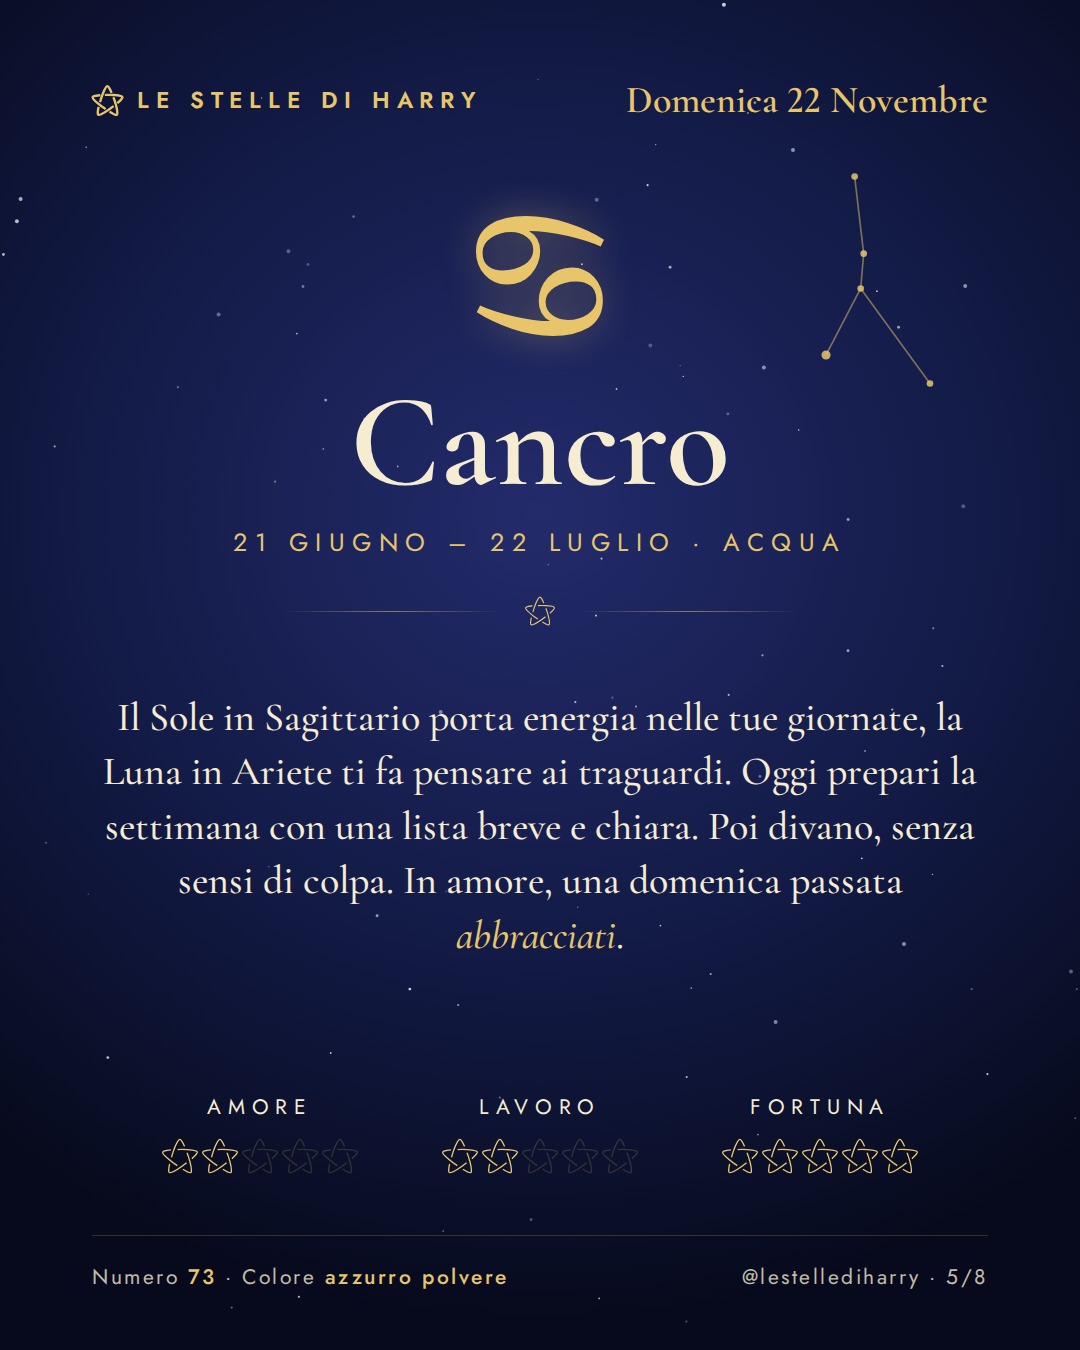 LE STELLE DI HARRY
Domenica 22 Novembre
♋
Cancro
21 GIUGNO – 22 LUGLIO · ACQUA
Il Sole in Sagittario porta energia nelle tue giornate, la
Luna in Ariete ti fa pensare ai traguardi. Oggi prepari la
settimana con una lista breve e chiara. Poi divano, senza
sensi di colpa. In amore, una domenica passata
abbracciati.
AMORE
LAVORO
FORTUNA
Numero 73 · Colore azzurro polvere
@lestellediharry · 5/8